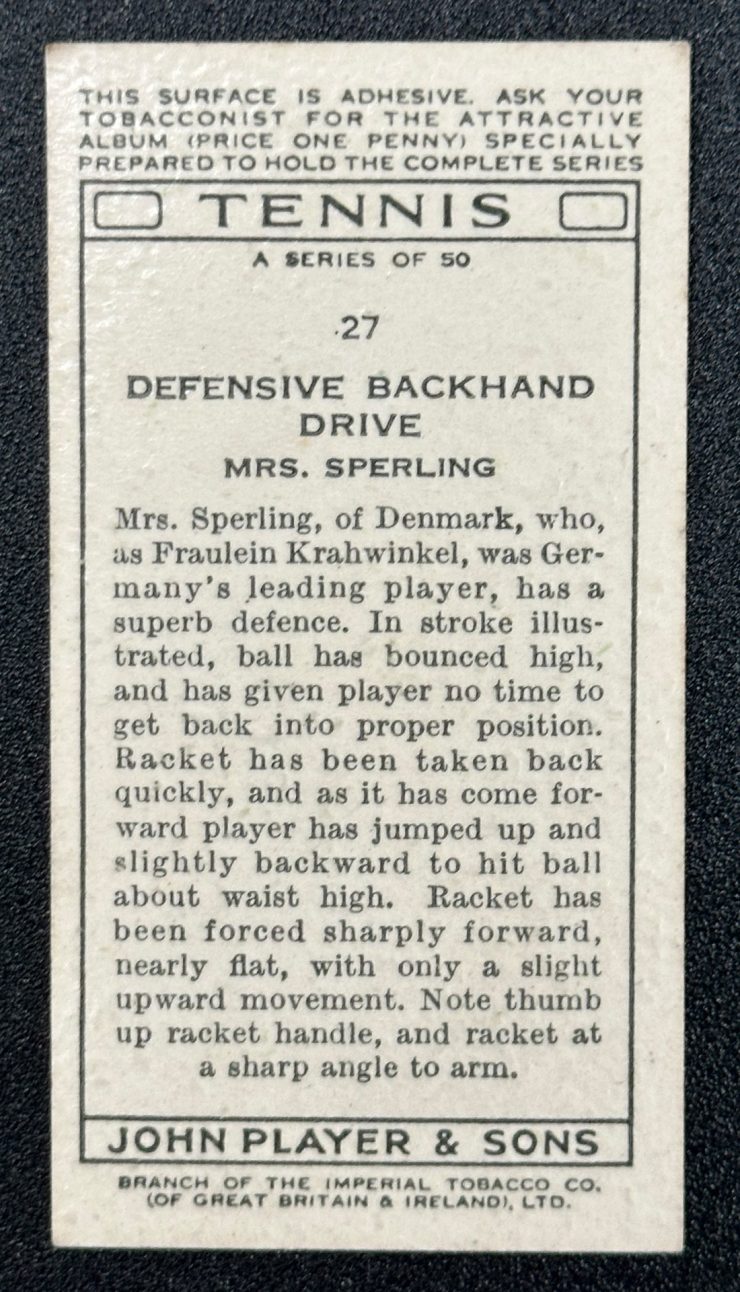 THIS SURFACE IS ADHESIVE. ASK YOUR
TOBACCONIST FOR THE ATTRACTIVE
ALBUM (PRICE ONE PENNY) SPECIALLY
PREPARED TO HOLD THE COMPLETE SERIES
TENNIS
A SERIES OF 50
27
DEFENSIVE BACKHAND
DRIVE
MRS. SPERLING
Mrs. Sperling, of Denmark, who,
as Fraulein Krahwinkel, was Ger-
many's leading player, has a
superb defence. In stroke illus-
trated, ball has bounced high,
and has given player no time to
get back into proper position.
Racket has been taken back
quickly, and as it has come for-
ward player has jumped up and
slightly backward to hit ball
about waist high. Racket has
been forced sharply forward,
nearly flat, with only a slight
upward movement. Note thumb
up racket handle, and racket at
a sharp angle to arm.
JOHN PLAYER & SONS
BRANCH OF THE IMPERIAL TOBACCO CO.
(OF GREAT BRITAIN & IRELAND), LTD.